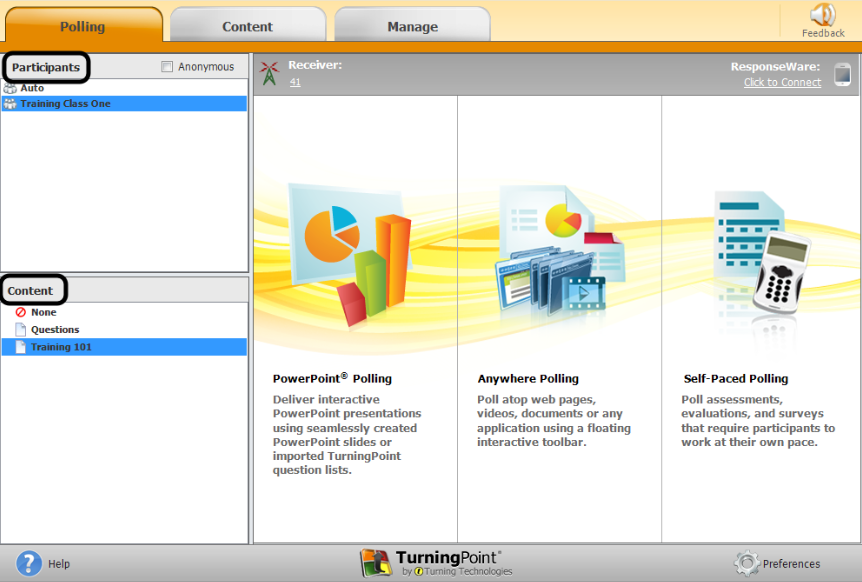 Polling
Content
Manage
Feedback
Participants
Anonymous
Auto
Training Class One
Content
None
Questions
Training 101
Receiver:
41
ResponseWare:
Click to Connect
PowerPoint® Polling
Deliver interactive
PowerPoint presentations
using seamlessly created
PowerPoint slides or
imported TurningPoint
question lists.
Anywhere Polling
Poll atop web pages,
videos, documents or any
application using a floating
interactive toolbar.
Self-Paced Polling
Poll assessments,
evaluations, and surveys
that require participants to
work at their own pace.
? Help
TurningPoint®
by Turning Technologies
Preferences